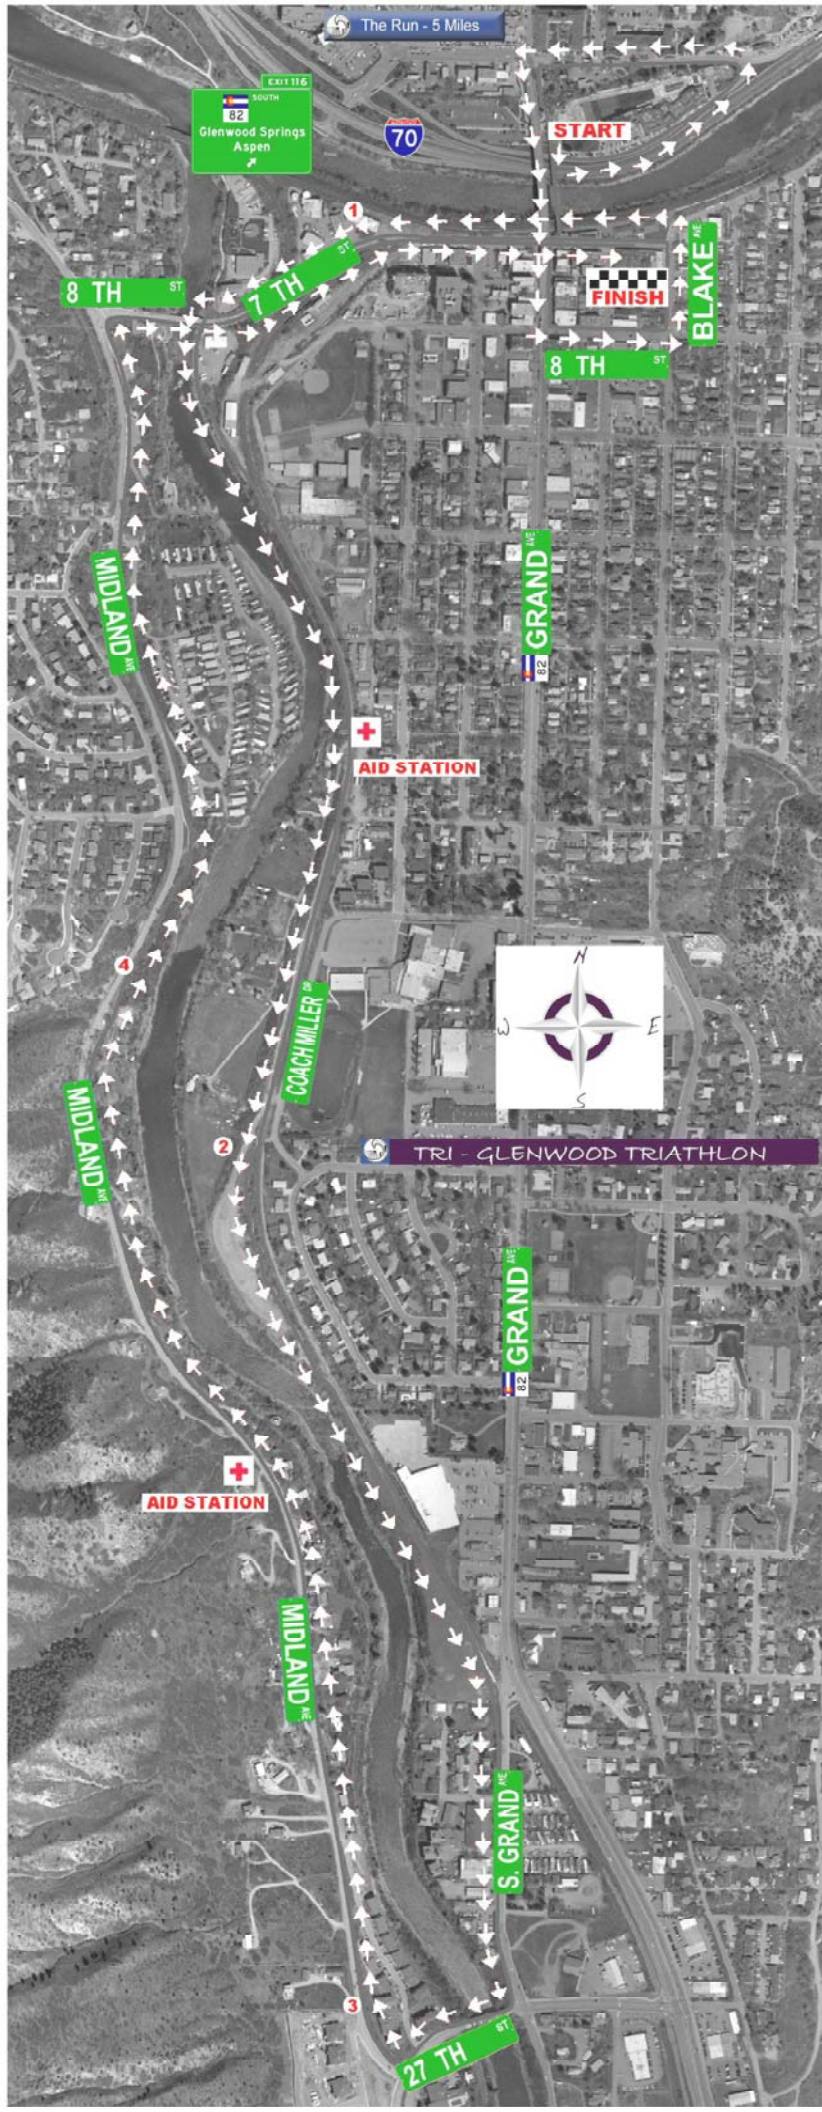 The Run - 5 Miles
EXIT 116
SOUTH
82
Glenwood Springs
Aspen
70
START
1
7 TH ST
8 TH ST
FINISH
BLAKE AVE
8 TH ST
MIDLAND AVE
GRAND AVE
82
AID STATION
4
COACH MILLER DR
N
W E
S
MIDLAND AVE
2
TRI - GLENWOOD TRIATHLON
GRAND AVE
82
AID STATION
MIDLAND AVE
S. GRAND AVE
3
27 TH ST